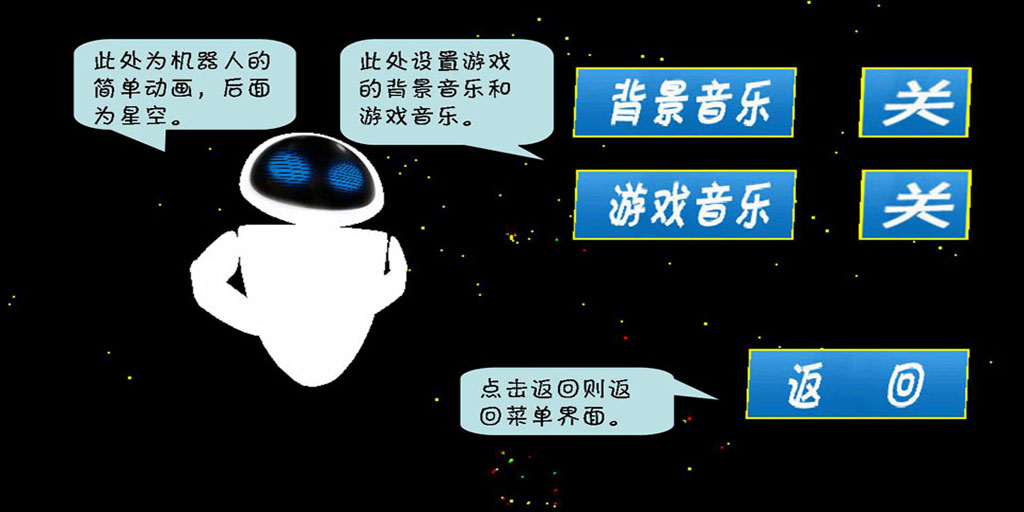 此处为机器人的
简单动画，后面
为星空。
此处设置游戏
的背景音乐和
游戏音乐。
背景音乐 关
游戏音乐 关
点击返回则返
回菜单界面。
返 回